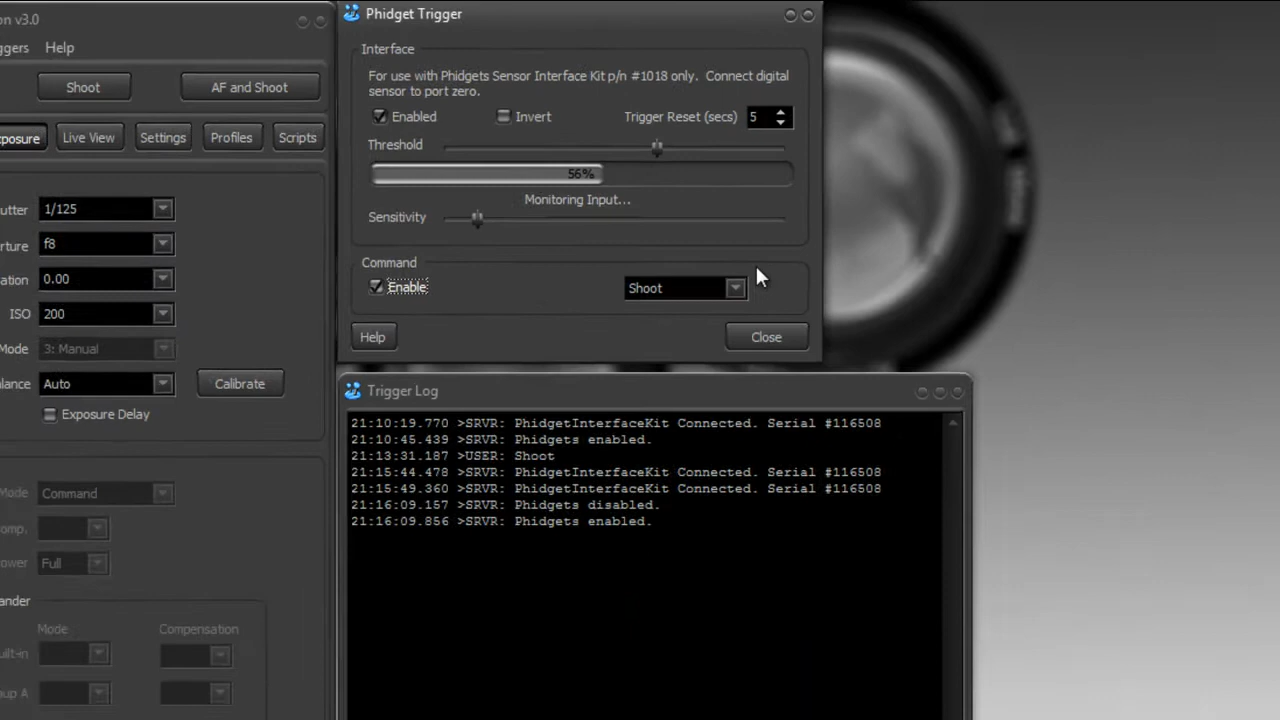 on v3.0
ggers Help
Shoot AF and Shoot
xposure Live View Settings Profiles Scripts
utter 1/125
rture f8
ation 0.00
ISO 200
Mode 3: Manual
lance Auto Calibrate
Exposure Delay
Mode Command
omp.
ower Full
ander
Mode Compensation
uilt-in
oup A
Phidget Trigger
Interface
For use with Phidgets Sensor Interface Kit p/n #1018 only. Connect digital
sensor to port zero.
Enabled Invert Trigger Reset (secs) 5
Threshold
56%
Monitoring Input...
Sensitivity
Command
Enable Shoot
Help Close
Trigger Log
21:10:19.770 >SRVR: PhidgetInterfaceKit Connected. Serial #116508
21:10:45.439 >SRVR: Phidgets enabled.
21:13:31.187 >USER: Shoot
21:15:44.478 >SRVR: PhidgetInterfaceKit Connected. Serial #116508
21:15:49.360 >SRVR: PhidgetInterfaceKit Connected. Serial #116508
21:16:09.157 >SRVR: Phidgets disabled.
21:16:09.856 >SRVR: Phidgets enabled.